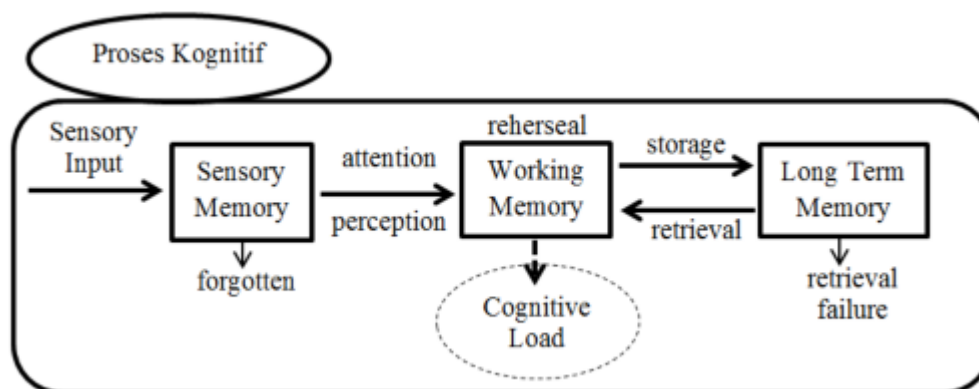 Proses Kognitif
Sensory
Input
Sensory
Memory
forgotten
attention
perception
reherseal
Working
Memory
Cognitive
Load
storage
retrieval
Long Term
Memory
retrieval
failure